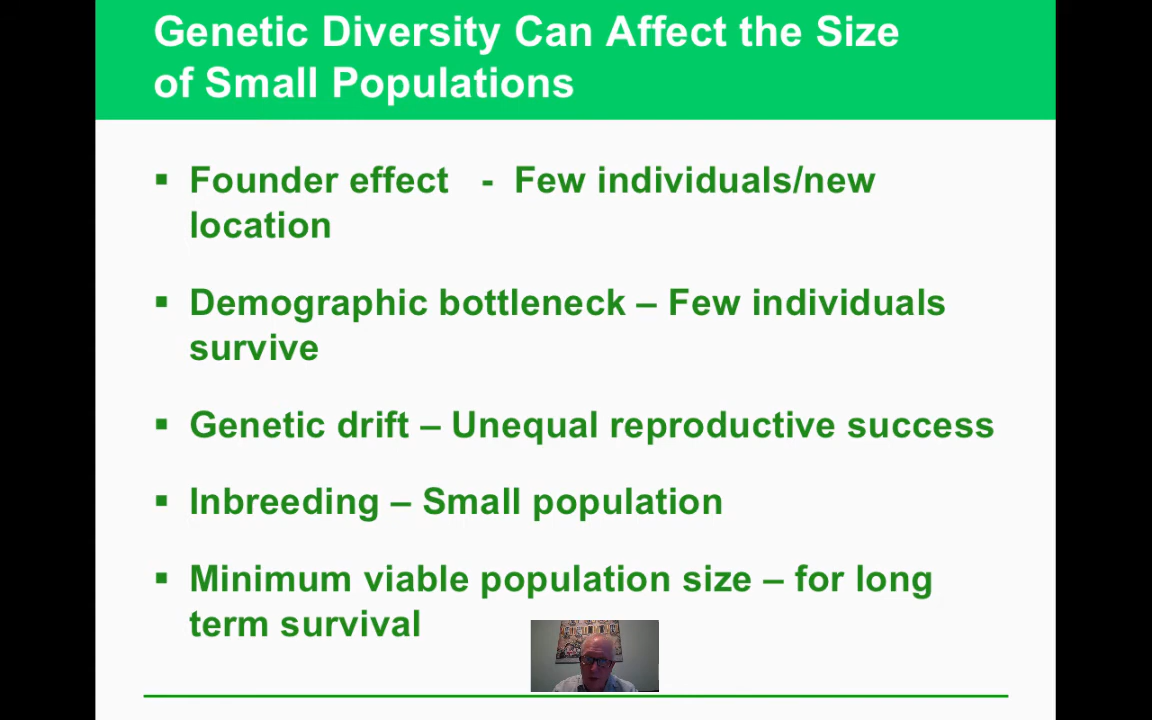 Genetic Diversity Can Affect the Size
of Small Populations
▪ Founder effect - Few individuals/new
location
▪ Demographic bottleneck – Few individuals
survive
▪ Genetic drift – Unequal reproductive success
▪ Inbreeding – Small population
▪ Minimum viable population size – for long
term survival